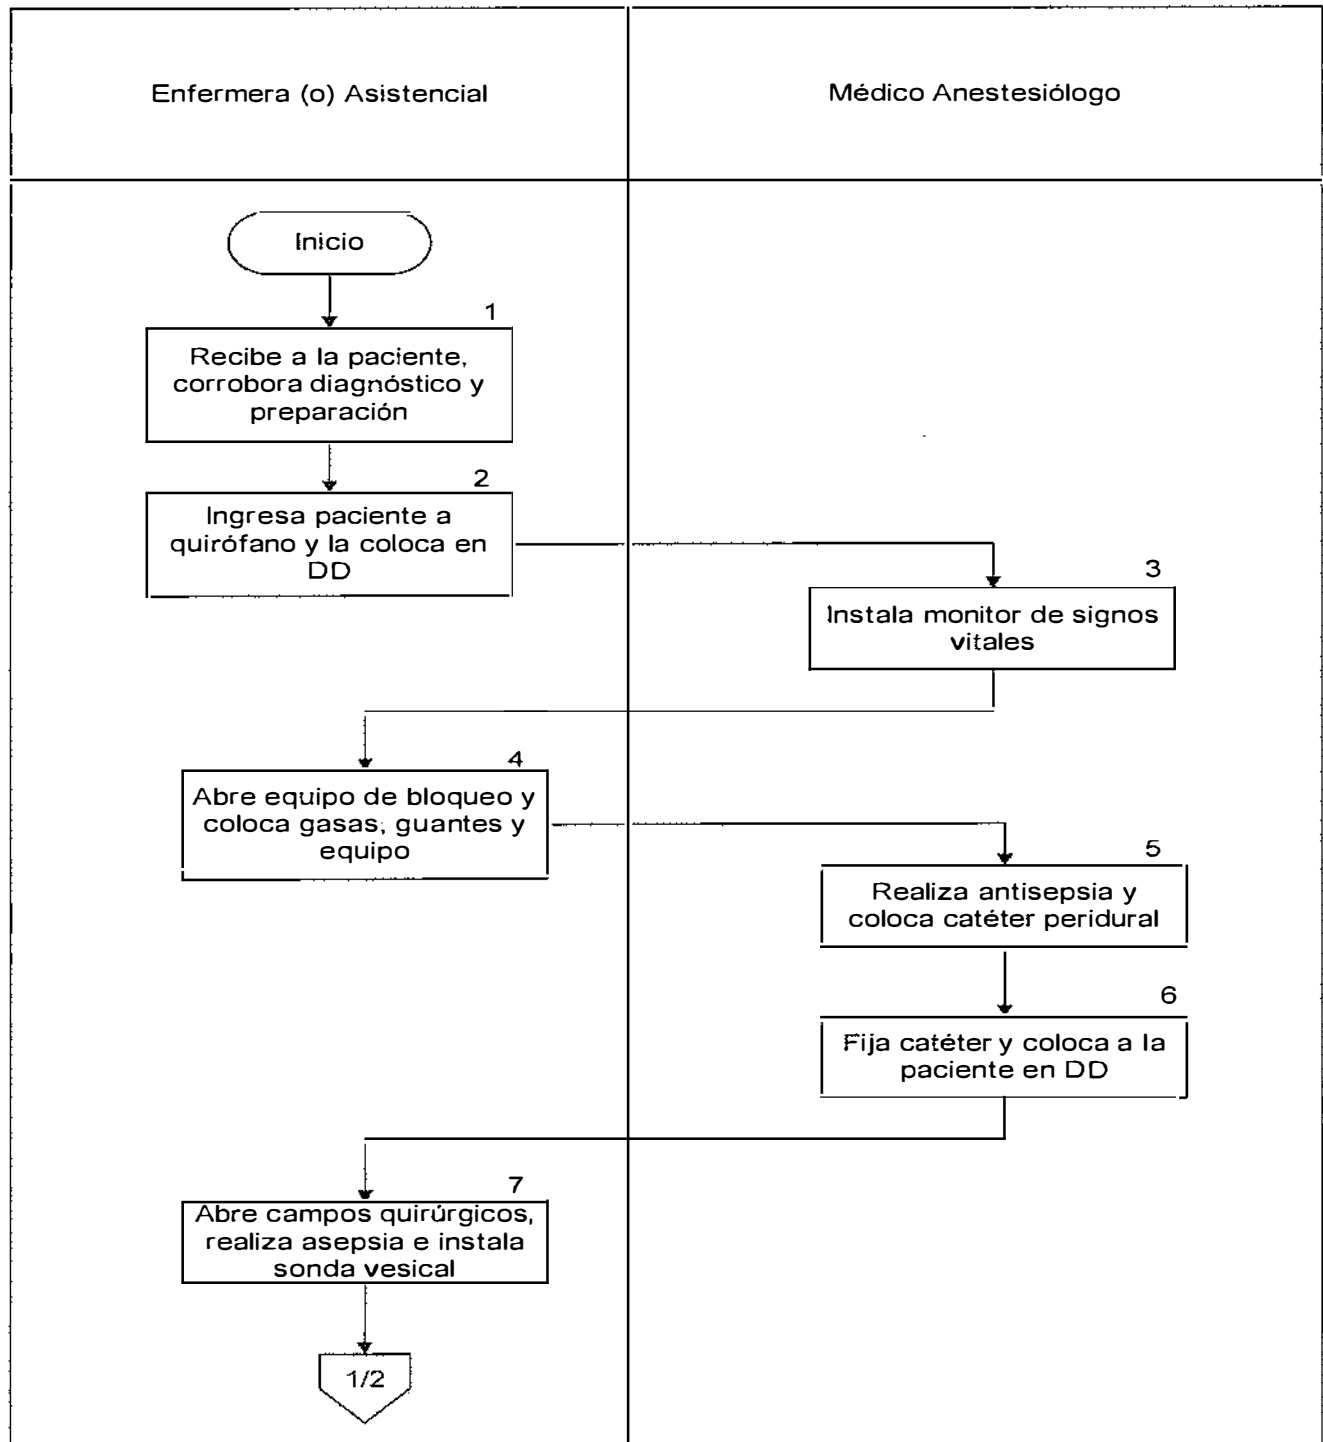 Enfermera (o) Asistencial
Médico Anestesiólogo
Inicio
1
Recibe a la paciente,
corrobora diagnóstico y
preparación
2
Ingresa paciente a
quirófano y la coloca en
DD
3
Instala monitor de signos
vitales
4
Abre equipo de bloqueo y
coloca gasas, guantes y
equipo
5
Realiza antisepsia y
coloca catéter peridural
6
Fija catéter y coloca a la
paciente en DD
7
Abre campos quirúrgicos,
realiza asepsia e instala
sonda vesical
1/2